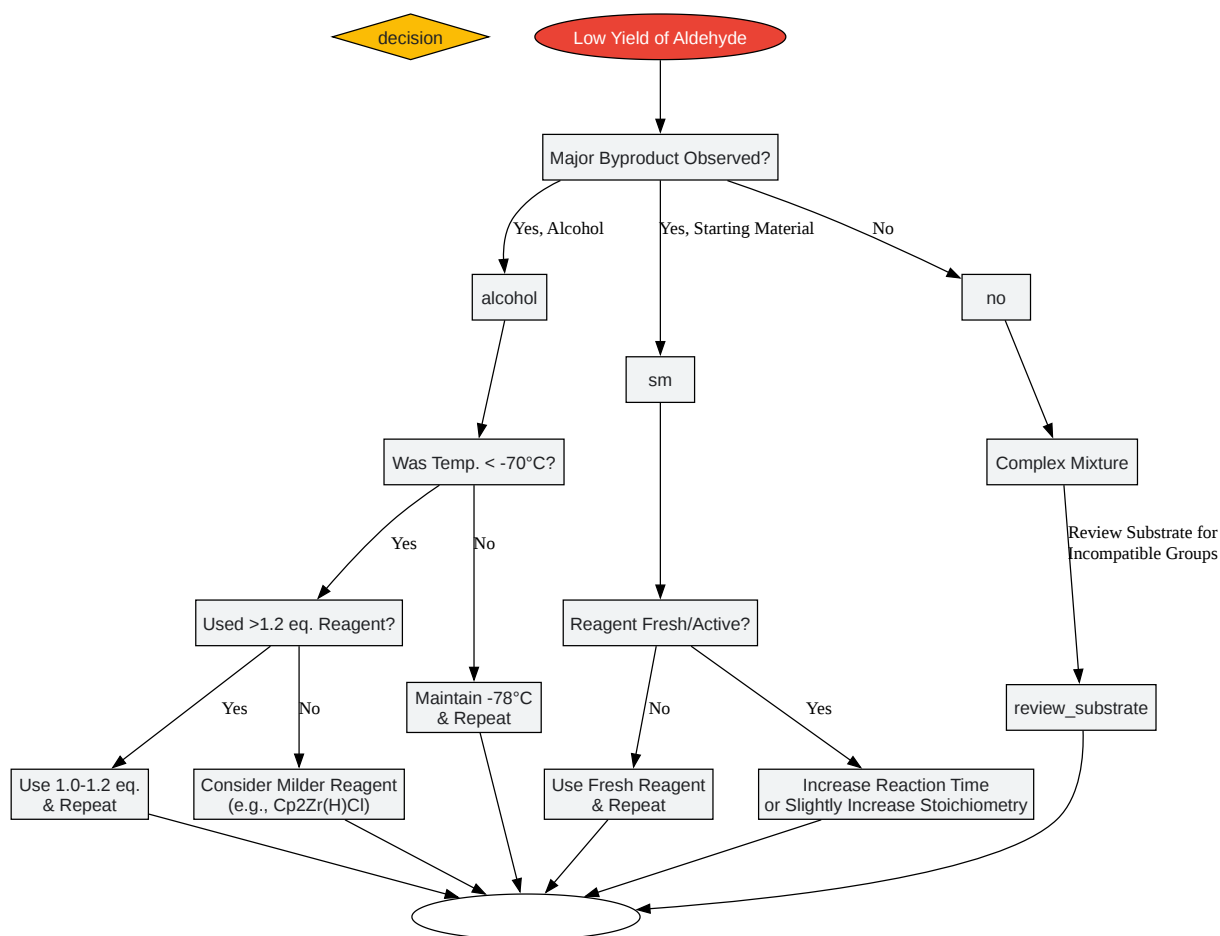 decision
Low Yield of Aldehyde
Major Byproduct Observed?
Yes, Alcohol
Yes, Starting Material
No
alcohol
no
sm
Was Temp. < -70°C?
Complex Mixture
Yes
No
Review Substrate for
Incompatible Groups
Used >1.2 eq. Reagent?
Reagent Fresh/Active?
Maintain -78°C
& Repeat
review_substrate
Yes
No
No
Yes
Use 1.0-1.2 eq.
& Repeat
Consider Milder Reagent
(e.g., Cp2Zr(H)Cl)
Use Fresh Reagent
& Repeat
Increase Reaction Time
or Slightly Increase Stoichiometry